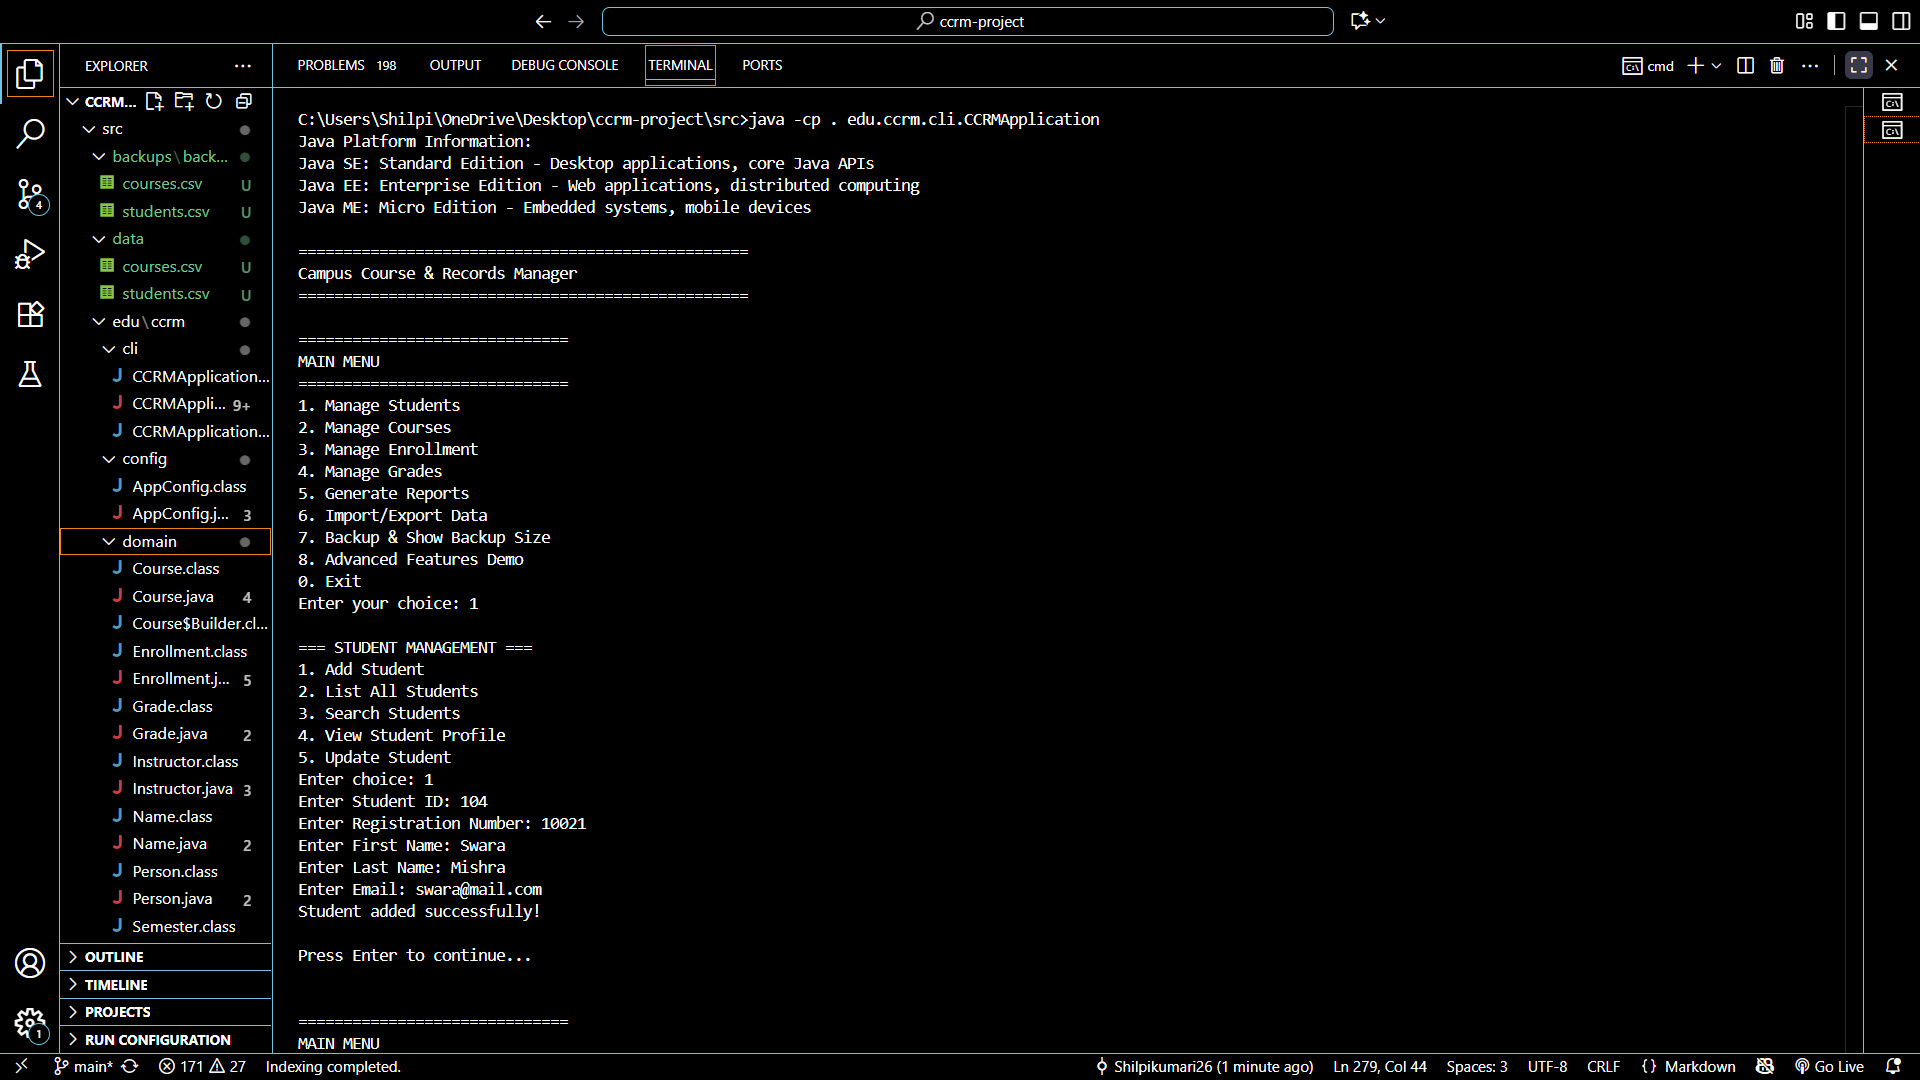 ccrm-project
EXPLORER
PROBLEMS 198 OUTPUT DEBUG CONSOLE TERMINAL PORTS
cmd
CCRM...
src
backups\back...
courses.csv U
students.csv U
data
courses.csv U
students.csv U
edu\ccrm
cli
CCRMApplication...
CCRMAppli... 9+
CCRMApplication...
config
AppConfig.class
AppConfig.j... 3
domain
Course.class
Course.java 4
Course$Builder.cl...
Enrollment.class
Enrollment.j... 5
Grade.class
Grade.java 2
Instructor.class
Instructor.java 3
Name.class
Name.java 2
Person.class
Person.java 2
Semester.class
OUTLINE
TIMELINE
PROJECTS
RUN CONFIGURATION
4
1
C:\Users\Shilpi\OneDrive\Desktop\ccrm-project\src>java -cp . edu.ccrm.cli.CCRMApplication
Java Platform Information:
Java SE: Standard Edition - Desktop applications, core Java APIs
Java EE: Enterprise Edition - Web applications, distributed computing
Java ME: Micro Edition - Embedded systems, mobile devices
==================================================
Campus Course & Records Manager
==================================================
==============================
MAIN MENU
==============================
1. Manage Students
2. Manage Courses
3. Manage Enrollment
4. Manage Grades
5. Generate Reports
6. Import/Export Data
7. Backup & Show Backup Size
8. Advanced Features Demo
0. Exit
Enter your choice: 1
=== STUDENT MANAGEMENT ===
1. Add Student
2. List All Students
3. Search Students
4. View Student Profile
5. Update Student
Enter choice: 1
Enter Student ID: 104
Enter Registration Number: 10021
Enter First Name: Swara
Enter Last Name: Mishra
Enter Email: swara@mail.com
Student added successfully!
Press Enter to continue...
==============================
MAIN MENU
main* 171 27 Indexing completed. Shilpikumari26 (1 minute ago) Ln 279, Col 44 Spaces: 3 UTF-8 CRLF {} Markdown Go Live